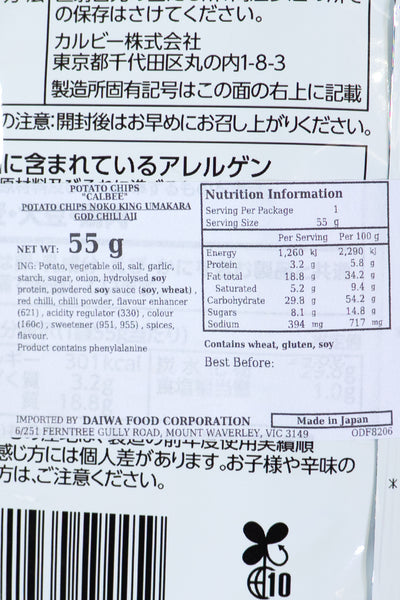 の保存はさけてください。
カルビー株式会社
東京都千代田区丸の内1-8-3
製造所固有記号はこの面の右上に記載
の注意:開封後はお早めにお召し上がりください。
に含まれているアレルゲン
POTATO CHIPS
"CALBEE"
POTATO CHIPS NOKO KING UMAKARA
GOD CHILI AJI
NET WT: 55 g
ING: Potato, vegetable oil, salt, garlic,
starch, sugar, onion, hydrolysed soy
protein, powdered soy sauce (soy, wheat) ,
red chilli, chilli powder, flavour enhancer
(621) , acidity regulator (330) , colour
(160c) , sweetener (951, 955) , spices,
flavour.
Product contains phenylalanine
Nutrition Information
Serving Per Package 1
Serving Size 55 g
Per Serving Per 100 g
Energy 1,260 kJ 2,290 kJ
Protein 3.2 g 5.8 g
Fat total 18.8 g 34.2 g
Saturated 5.2 g 9.4 g
Carbohydrate 29.8 g 54.2 g
Sugars 8.1 g 14.8 g
Sodium 394 mg 717 mg
Contains wheat, gluten, soy
Best Before:
IMPORTED BY DAIWA FOOD CORPORATION
Made in Japan
6/251 FERNTREE GULLY ROAD, MOUNT WAVERLEY, VIC 3149
ODF8206
感じ方には個人差があります。お子様や辛味の
方は、ご注意ください。
10